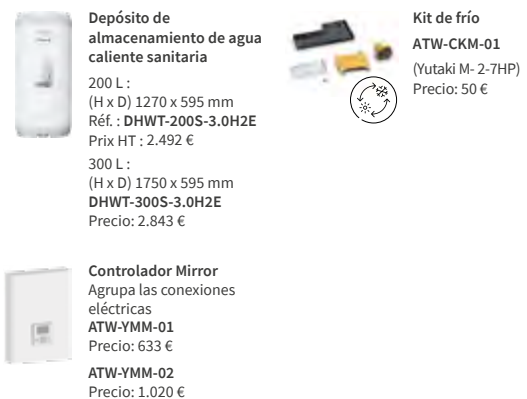 Depósito de
almacenamiento de agua
caliente sanitaria
200 L :
(H x D) 1270 x 595 mm
Réf. : DHWT-200S-3.0H2E
Prix HT : 2.492 €
300 L :
(H x D) 1750 x 595 mm
DHWT-300S-3.0H2E
Precio: 2.843 €
Kit de frío
ATW-CKM-01
(Yutaki M- 2-7HP)
Precio: 50 €
Controlador Mirror
Agrupa las conexiones
eléctricas
ATW-YMM-01
Precio: 633 €
ATW-YMM-02
Precio: 1.020 €